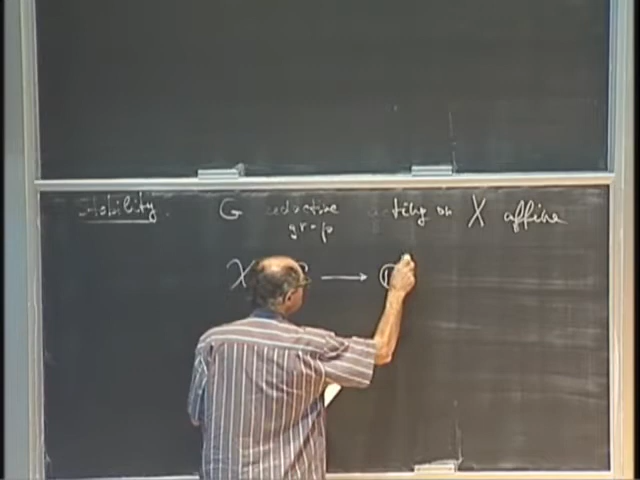 Stability. G reductive acting on X affine
group
χ : →